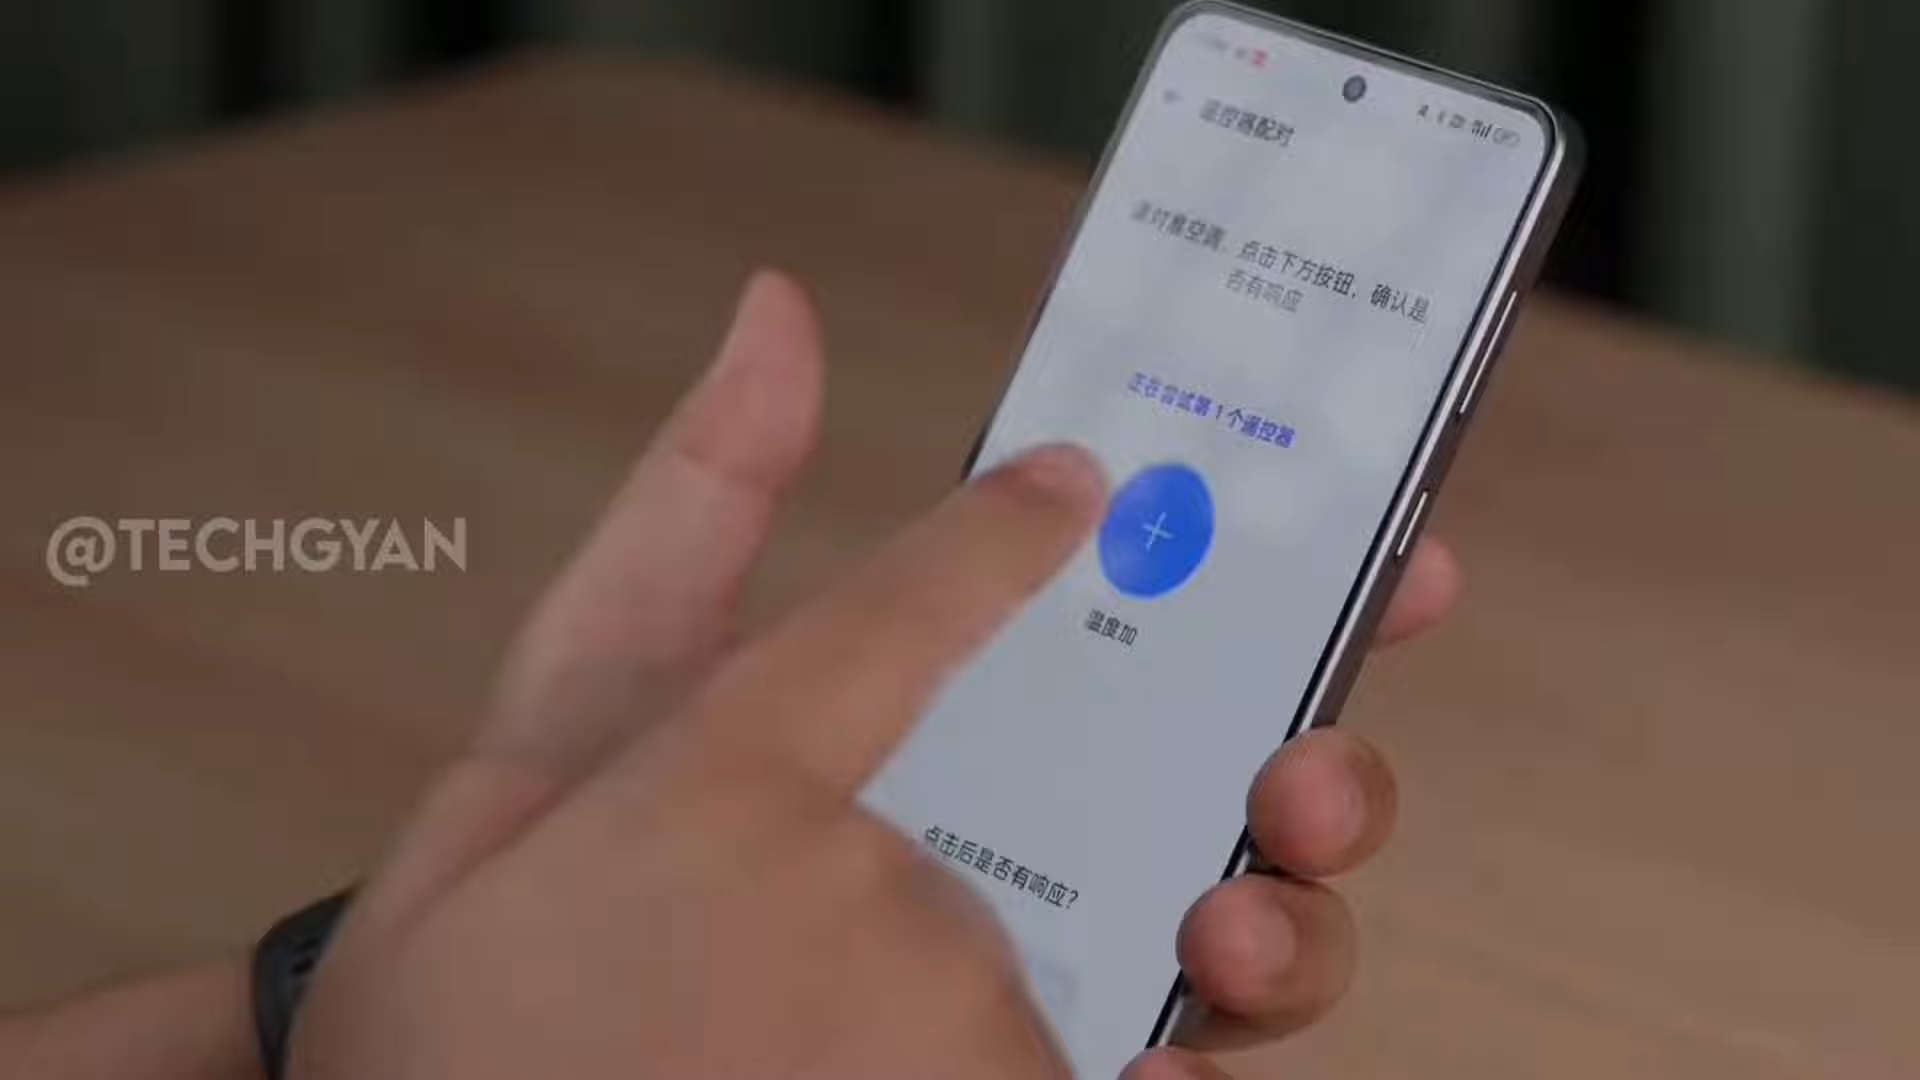 遥控器配对
请对准空调，点击下方按钮，确认是
否有响应
正在尝试第 1 个遥控器
@TECHGYAN
温度加
点击后是否有响应？